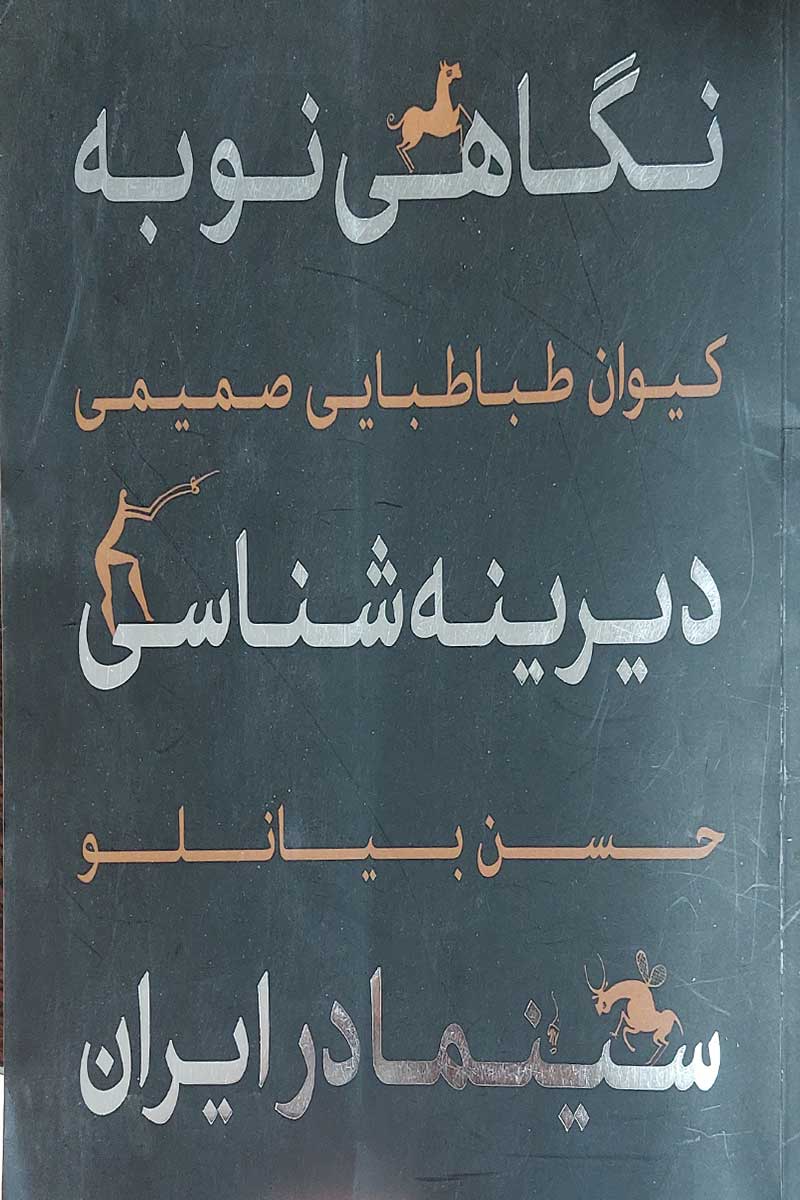 نگاهی نو به
کیوان طباطبایی صمیمی
دیرینه شناسی
حسن بیانلو
سینما در ایران